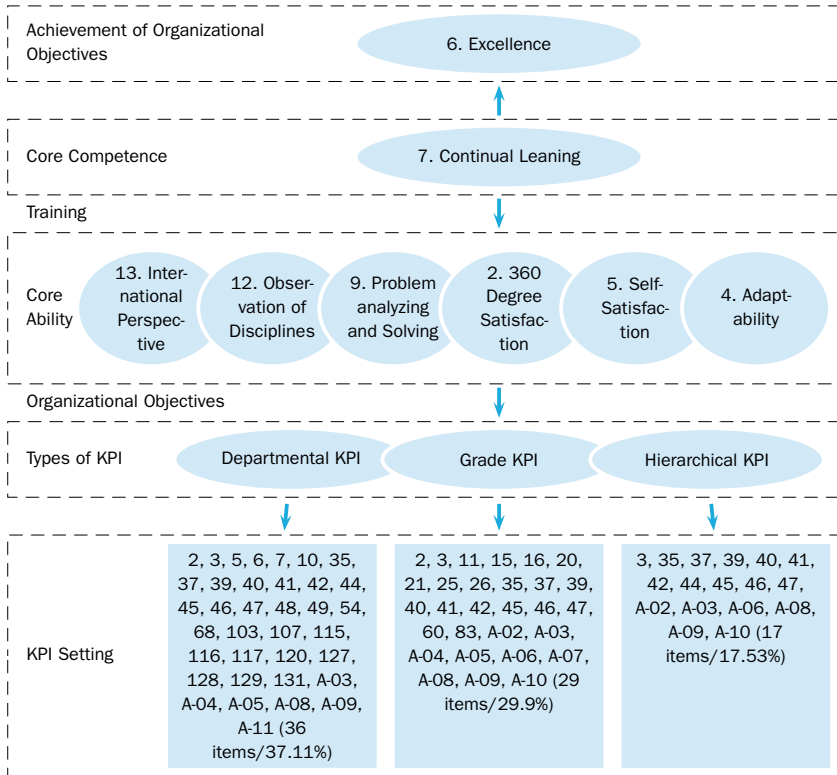 Achievement of Organizational
Objectives
6. Excellence
Core Competence
7. Continual Leaning
Training
Core
Ability
13. Inter-
national
Perspec-
tive
12. Obser-
vation of
Disciplines
9. Problem
analyzing
and Solving
2. 360
Degree
Satisfac-
tion
5. Self-
Satisfac-
tion
4. Adapt-
ability
Organizational Objectives
Types of KPI
Departmental KPI
Grade KPI
Hierarchical KPI
KPI Setting
2, 3, 5, 6, 7, 10, 35,
37, 39, 40, 41, 42, 44,
45, 46, 47, 48, 49, 54,
68, 103, 107, 115,
116, 117, 120, 127,
128, 129, 131, A-03,
A-04, A-05, A-08, A-09,
A-11 (36
items/37.11%)
2, 3, 11, 15, 16, 20,
21, 25, 26, 35, 37, 39,
40, 41, 42, 45, 46, 47,
60, 83, A-02, A-03,
A-04, A-05, A-06, A-07,
A-08, A-09, A-10 (29
items/29.9%)
3, 35, 37, 39, 40, 41,
42, 44, 45, 46, 47,
A-02, A-03, A-06, A-08,
A-09, A-10 (17
items/17.53%)